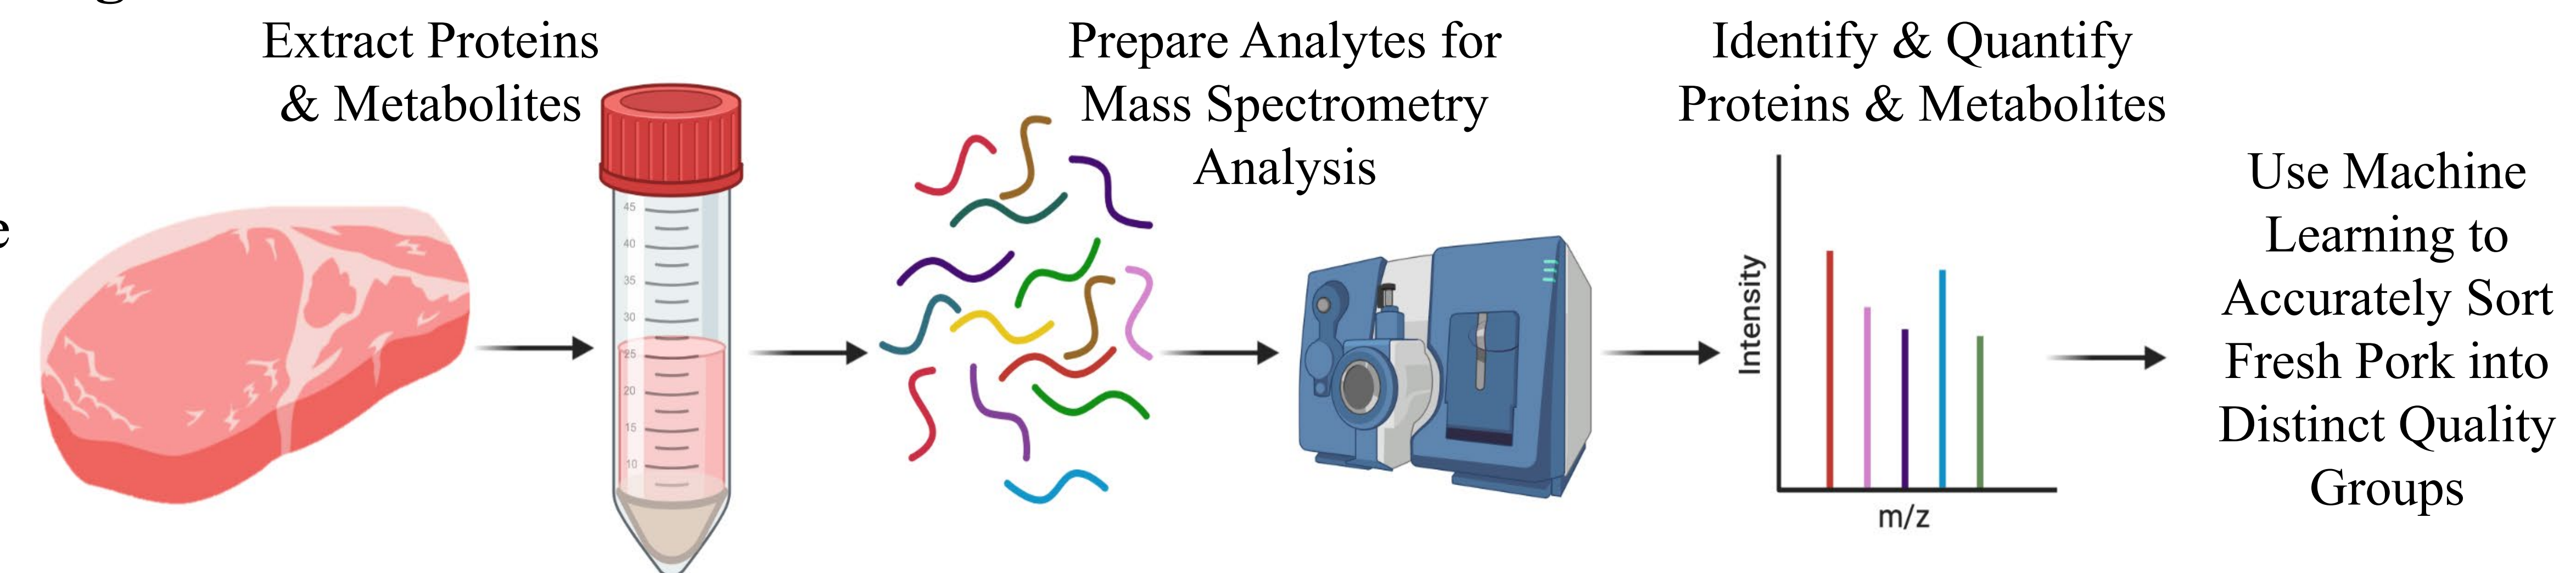 Extract Proteins
& Metabolites
Prepare Analytes for
Mass Spectrometry
Analysis
Identify & Quantify
Proteins & Metabolites
Use Machine
Learning to
Accurately Sort
Fresh Pork into
Distinct Quality
Groups
45
40
35
30
25
20
15
10
Intensity
m/z